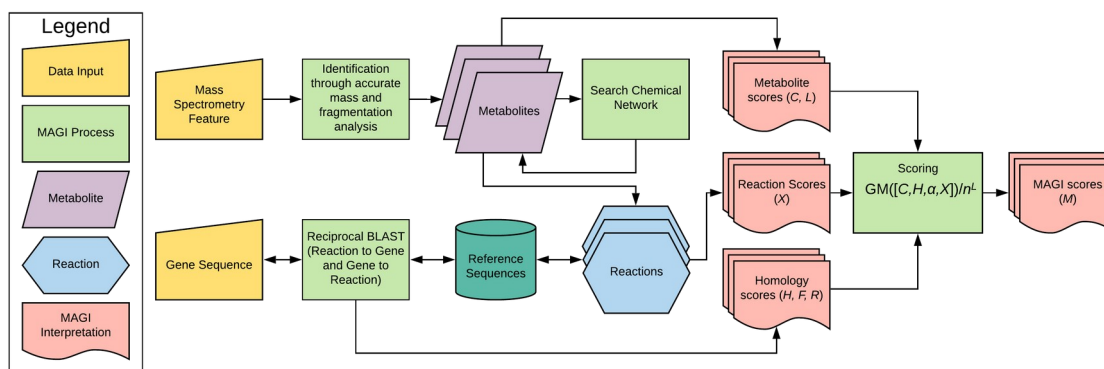 Legend
Data Input
MAGI Process
Metabolite
Reaction
MAGI
Interpretation
Mass
Spectrometry
Feature
Identification
through accurate
mass and
fragmentation
analysis
Metabolites
Search Chemical
Network
Metabolite
scores (C, L)
Gene Sequence
Reciprocal BLAST
(Reaction to Gene
and Gene to
Reaction)
Reference
Sequences
Reactions
Reaction Scores
(X)
Homology
scores (H, F, R)
Scoring
GM([C,H,α,X])/nᴸ
MAGI scores
(M)